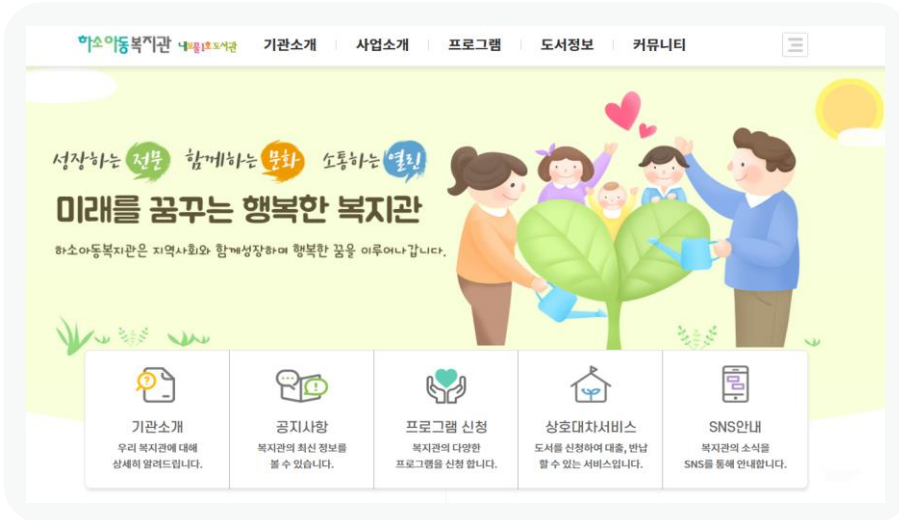 하소아동복지관 내보물1호도서관 기관소개 사업소개 프로그램 도서정보 커뮤니티
성장하는 전문 함께하는 문화 소통하는 열린
미래를 꿈꾸는 행복한 복지관
하소아동복지관은 지역사회와 함께성장하며 행복한 꿈을 이루어나갑니다.
기관소개
우리 복지관에 대해
상세히 알려드립니다.
공지사항
복지관의 최신 정보를
볼 수 있습니다.
프로그램 신청
복지관의 다양한
프로그램을 신청 합니다.
상호대차서비스
도서를 신청하여 대출, 반납
할 수 있는 서비스입니다.
SNS안내
복지관의 소식을
SNS를 통해 안내합니다.